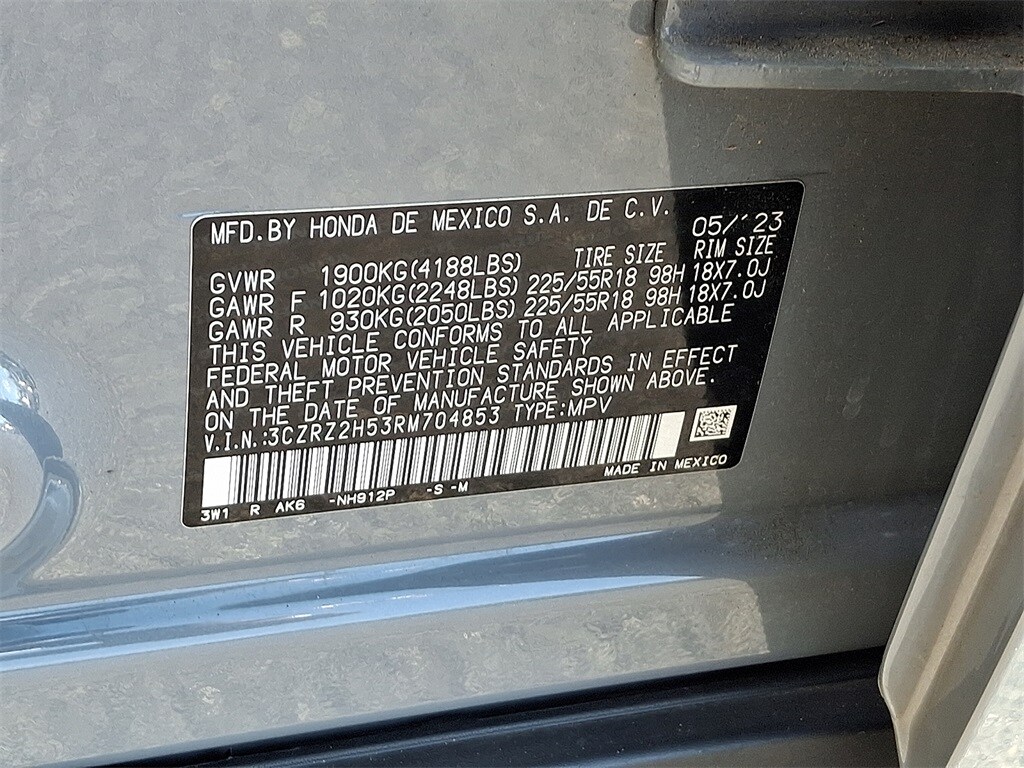 MFD.BY HONDA DE MEXICO S.A. DE C.V. 05/'23
TIRE SIZE RIM SIZE
GVWR 1900KG(4188LBS)
GAWR F 1020KG(2248LBS) 225/55R18 98H 18X7.0J
GAWR R 930KG(2050LBS) 225/55R18 98H 18X7.0J
THIS VEHICLE CONFORMS TO ALL APPLICABLE
FEDERAL MOTOR VEHICLE SAFETY
AND THEFT PREVENTION STANDARDS IN EFFECT
ON THE DATE OF MANUFACTURE SHOWN ABOVE.
V.I.N.:3CZRZ2H53RM704853 TYPE:MPV
MADE IN MEXICO
3W1 R AK6 -NH912P -S -M